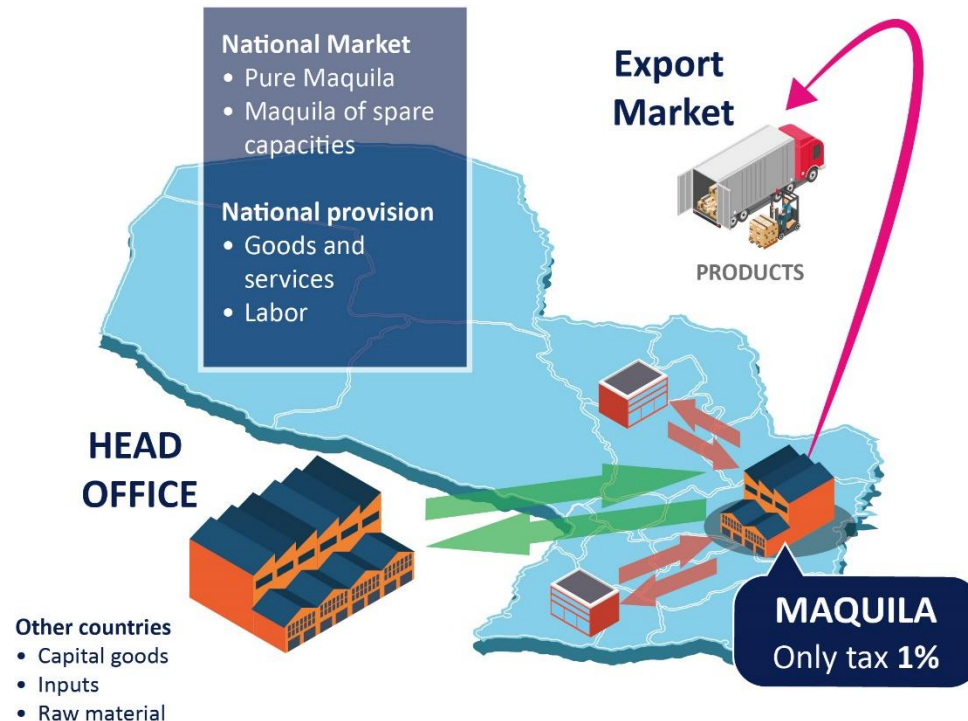 National Market
• Pure Maquila
• Maquila of spare
capacities
National provision
• Goods and
services
• Labor
Export
Market
PRODUCTS
HEAD
OFFICE
Other countries
• Capital goods
• Inputs
• Raw material
MAQUILA
Only tax 1%